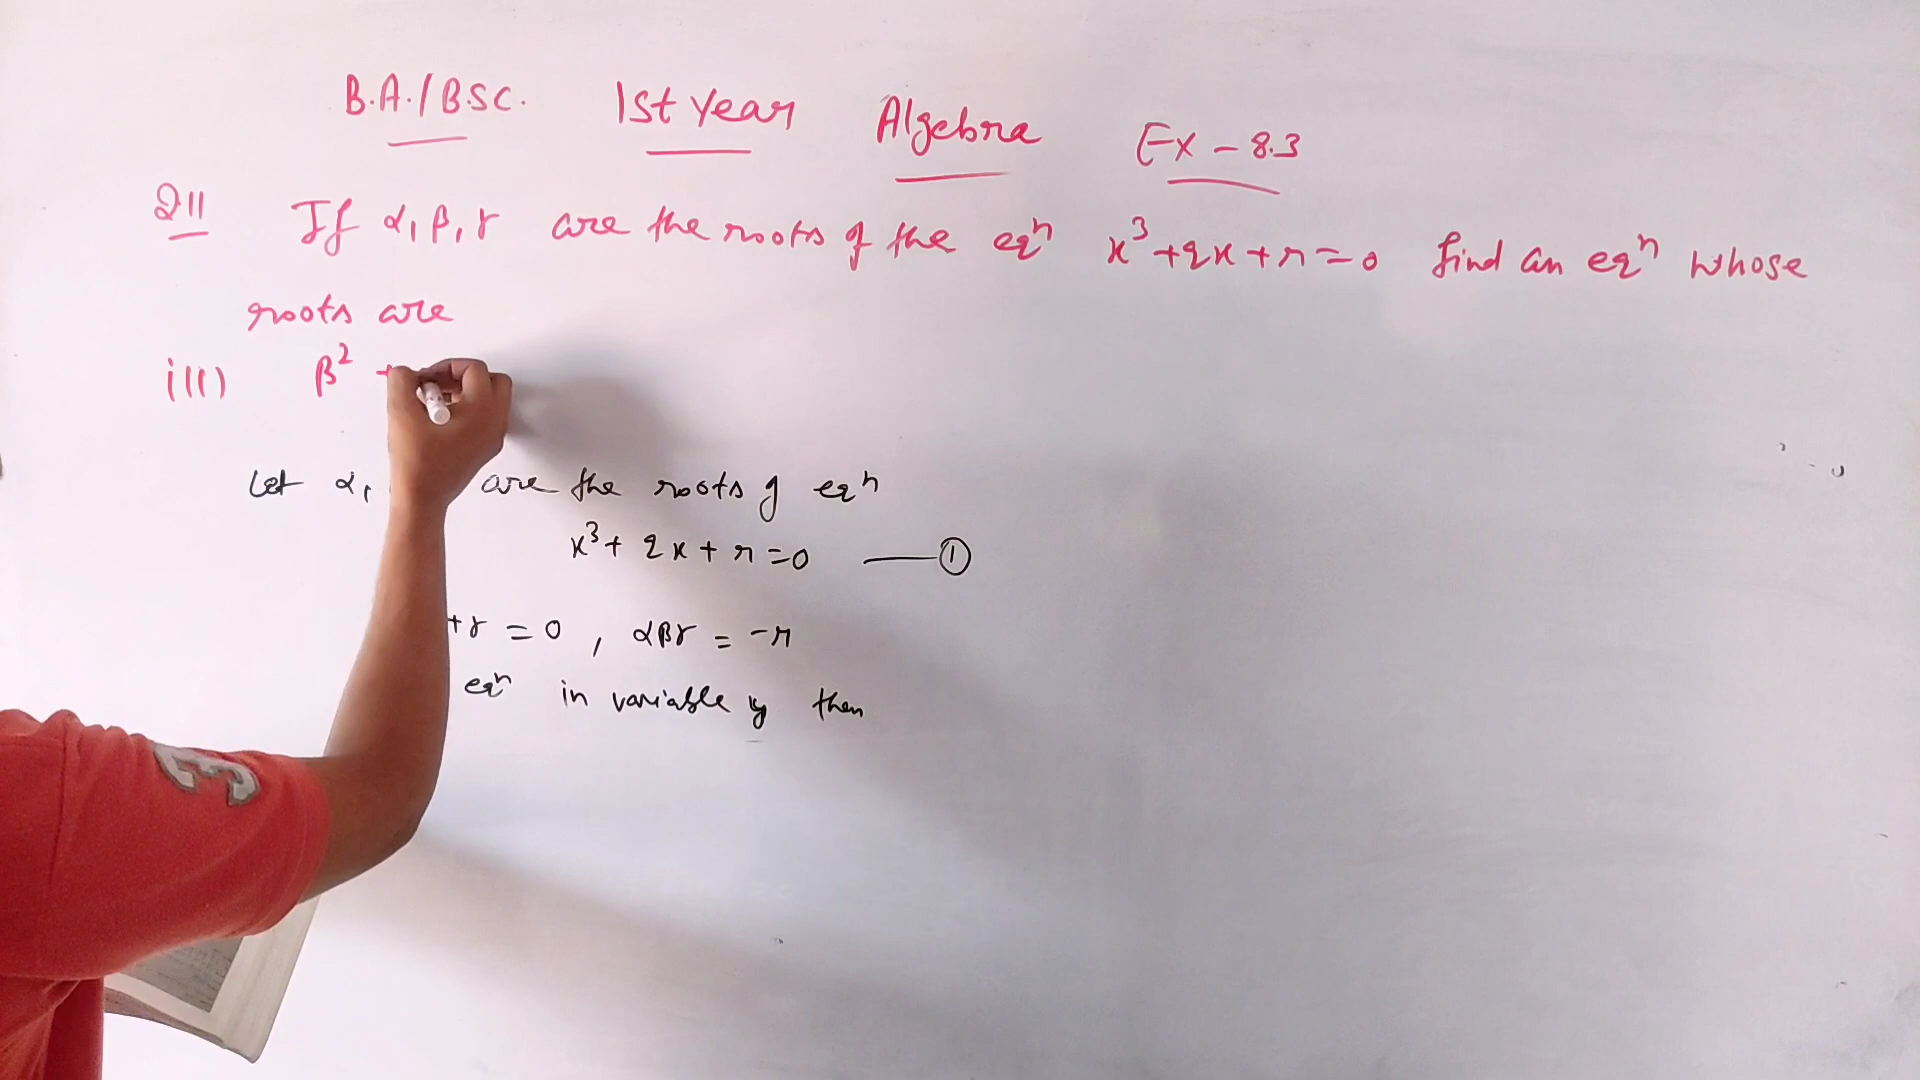 B.A./B.SC. 1st Year Algebra Ex - 8.3
Q11 If α, β, γ are the roots of the eqⁿ x³+qx+r=0 find an eqⁿ whose
roots are
iii) β² +
Let α, are the roots of eqⁿ
x³+qx+r=0 —— ①
+γ = 0 , αβγ = -r
eqⁿ in variable y then
3